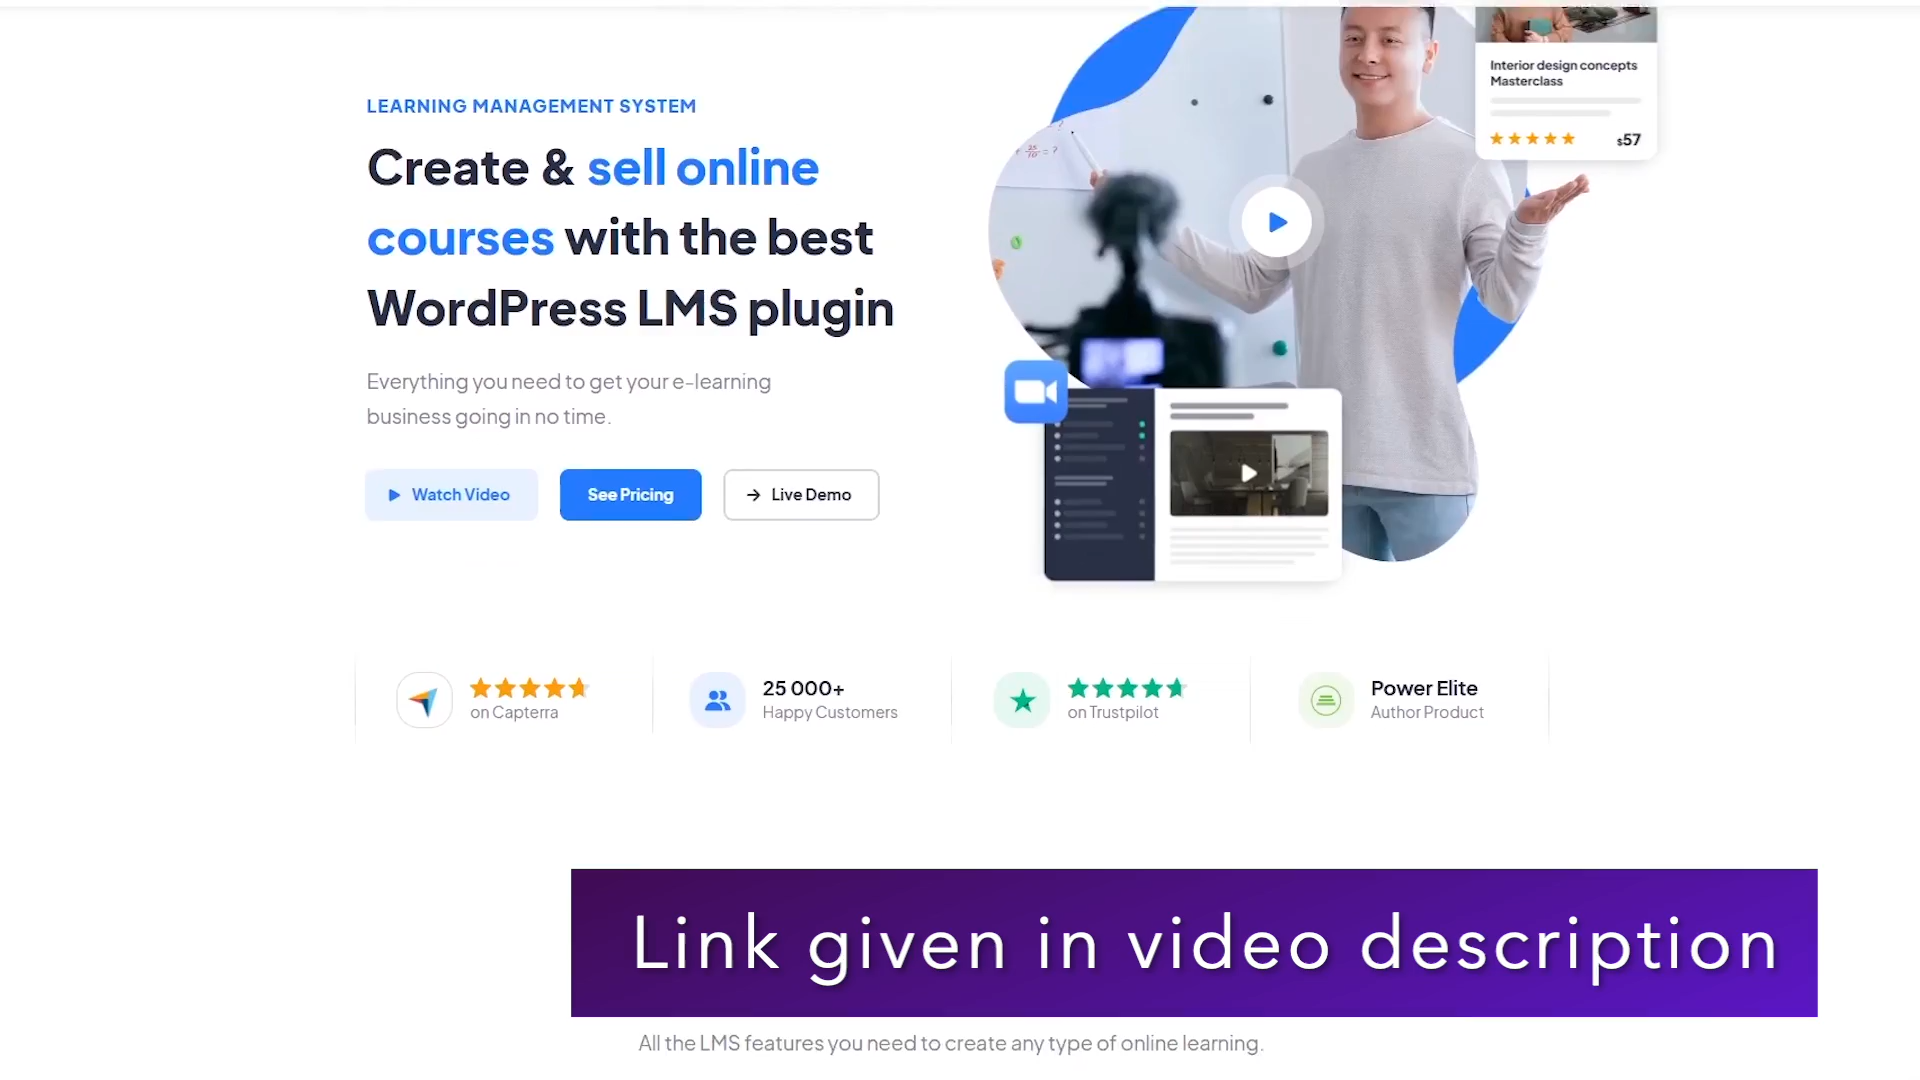 LEARNING MANAGEMENT SYSTEM
Create & sell online
courses with the best
WordPress LMS plugin
Everything you need to get your e-learning
business going in no time.
Watch Video
See Pricing
Live Demo
Interior design concepts
Masterclass
$57
on Capterra
25 000+
Happy Customers
on Trustpilot
Power Elite
Author Product
Link given in video description
All the LMS features you need to create any type of online learning.